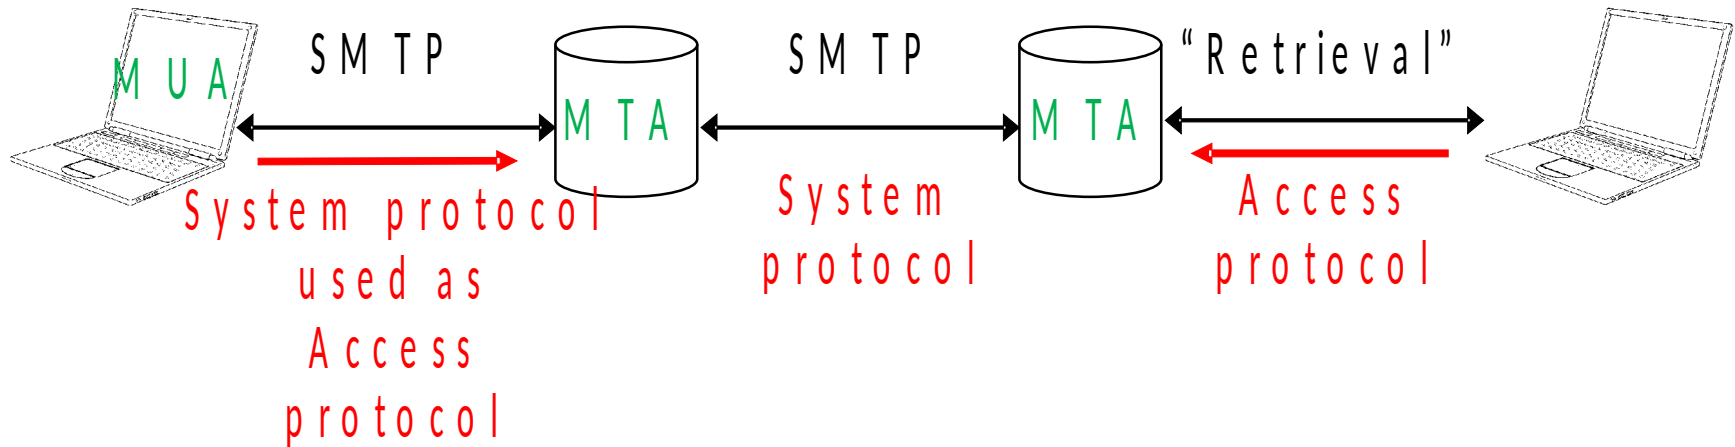 MUA
SMTP
MTA
SMTP
MTA
“Retrieval”
System protocol
used as
Access
protocol
System
protocol
Access
protocol